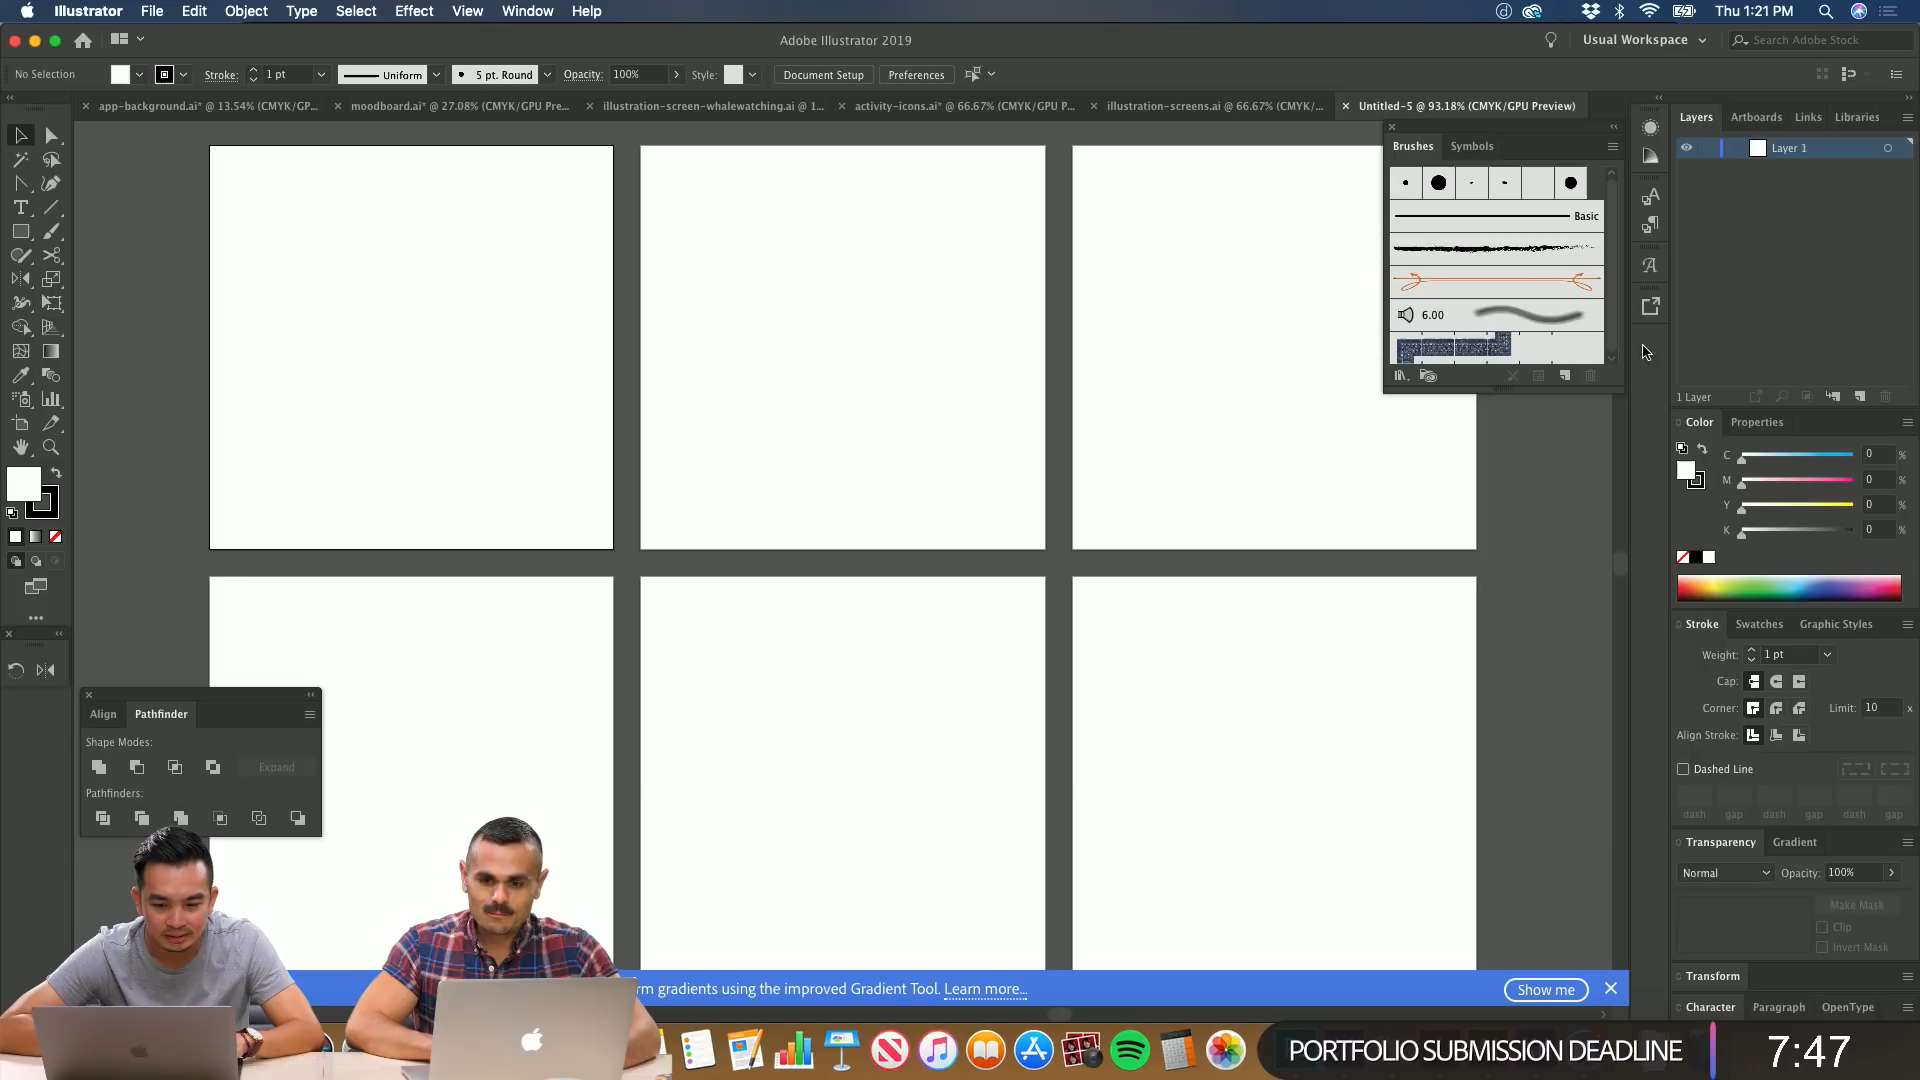 Illustrator File Edit Object Type Select Effect View Window Help
Thu 1:21 PM
Adobe Illustrator 2019
Usual Workspace
Search Adobe Stock
No Selection
Stroke: 1 pt
Uniform
5 pt. Round
Opacity: 100%
Style:
Document Setup
Preferences
app-background.ai* @ 13.54% (CMYK/GP...
moodboard.ai* @ 27.08% (CMYK/GPU Pre...
illustration-screen-whalewatching.ai @ 1...
activity-icons.ai* @ 66.67% (CMYK/GPU P...
illustration-screens.ai @ 66.67% (CMYK/...
Untitled-5 @ 93.18% (CMYK/GPU Preview)
Brushes Symbols
Basic
6.00
Layers Artboards Links Libraries
Layer 1
1 Layer
Color Properties
C 0 %
M 0 %
Y 0 %
K 0 %
Stroke Swatches Graphic Styles
Weight: 1 pt
Cap:
Corner: Limit: 10 x
Align Stroke:
Dashed Line
dash gap dash gap dash gap
Transparency Gradient
Normal Opacity: 100%
Make Mask
Clip
Invert Mask
Transform
Character Paragraph OpenType
Align Pathfinder
Shape Modes:
Expand
Pathfinders:
rm gradients using the improved Gradient Tool. Learn more...
Show me
PORTFOLIO SUBMISSION DEADLINE
7:47